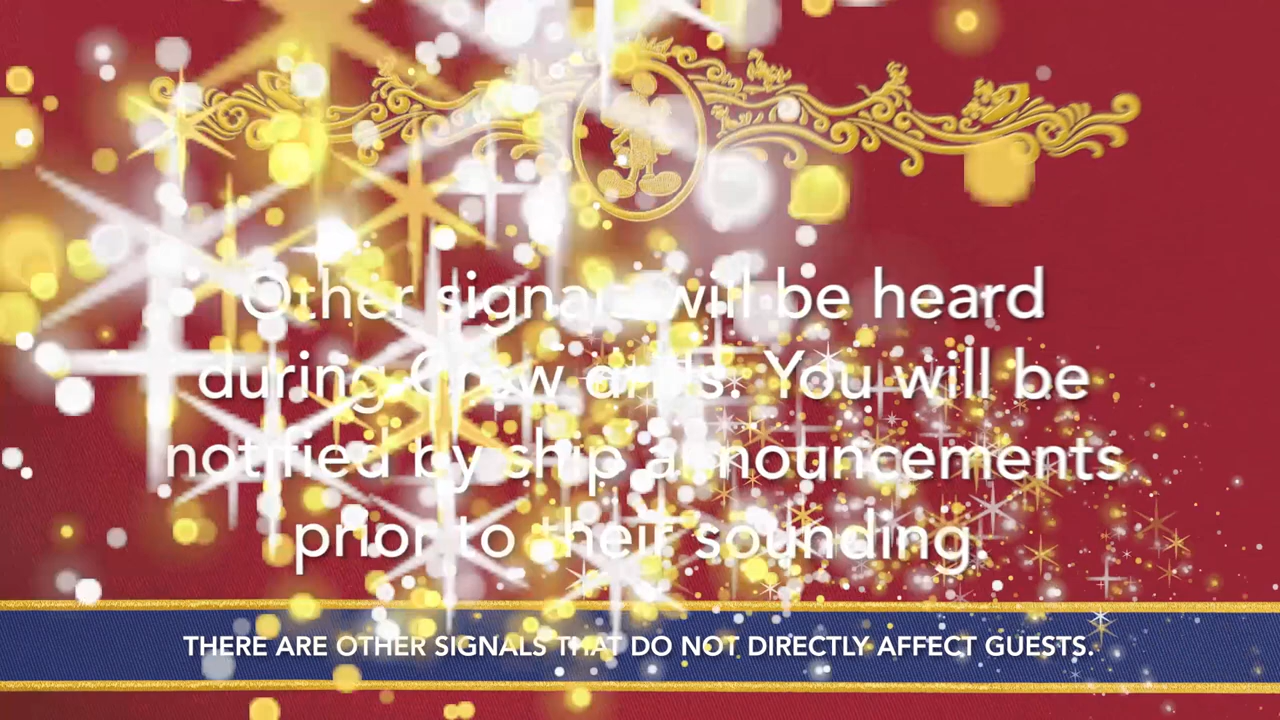 Other signals will be heard
during Crew drills. You will be
notified by ship announcements
prior to their sounding.
THERE ARE OTHER SIGNALS THAT DO NOT DIRECTLY AFFECT GUESTS.